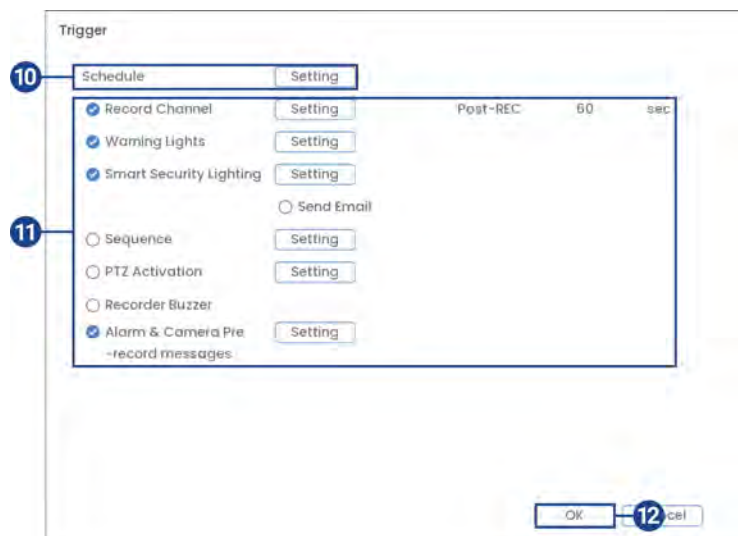 Trigger
10 Schedule Setting
Record Channel Setting Post-REC 60 sec
Warning Lights Setting
Smart Security Lighting Setting
Send Email
11
Sequence Setting
PTZ Activation Setting
Recorder Buzzer
Alarm & Camera Pre Setting
-record messages
OK 12 cel